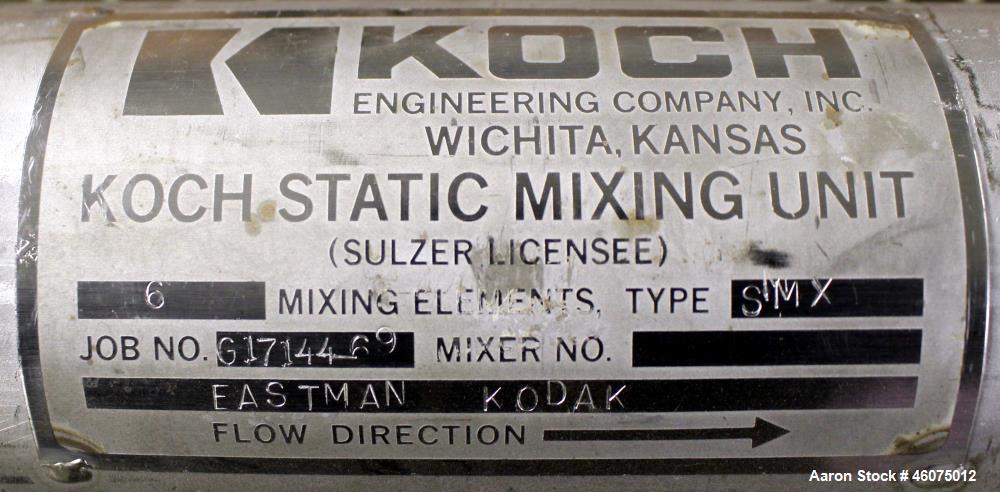 KOCH
ENGINEERING COMPANY, INC.
WICHITA, KANSAS
KOCH STATIC MIXING UNIT
(SULZER LICENSEE)
6 MIXING ELEMENTS, TYPE SMX
JOB NO. G17144-69 MIXER NO.
EASTMAN KODAK
FLOW DIRECTION
Aaron Stock # 46075012